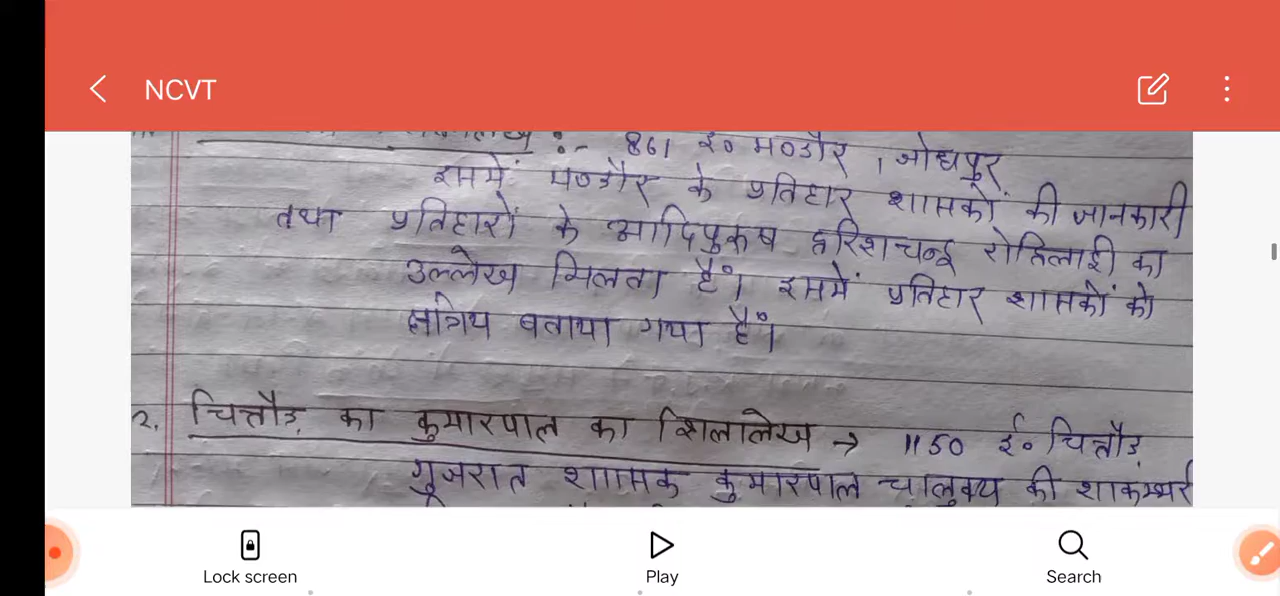 NCVT
:- 861 ई० मण्डौर, जोधपुर
इसमें मण्डौर के प्रतिहार शासकों की जानकारी
तथा प्रतिहारों के आदिपुरुष हरिशचन्द्र रोहिलाद्दी का
उल्लेख मिलता है। इसमें प्रतिहार शासकों को
क्षत्रिय बताया गया है।
2. चित्तौड़ का कुमारपाल का शिलालेख → 1150 ई० चित्तौड़
गुजरात शासक कुमारपाल चालुक्य की शाकम्भरी
Lock screen
Play
Search